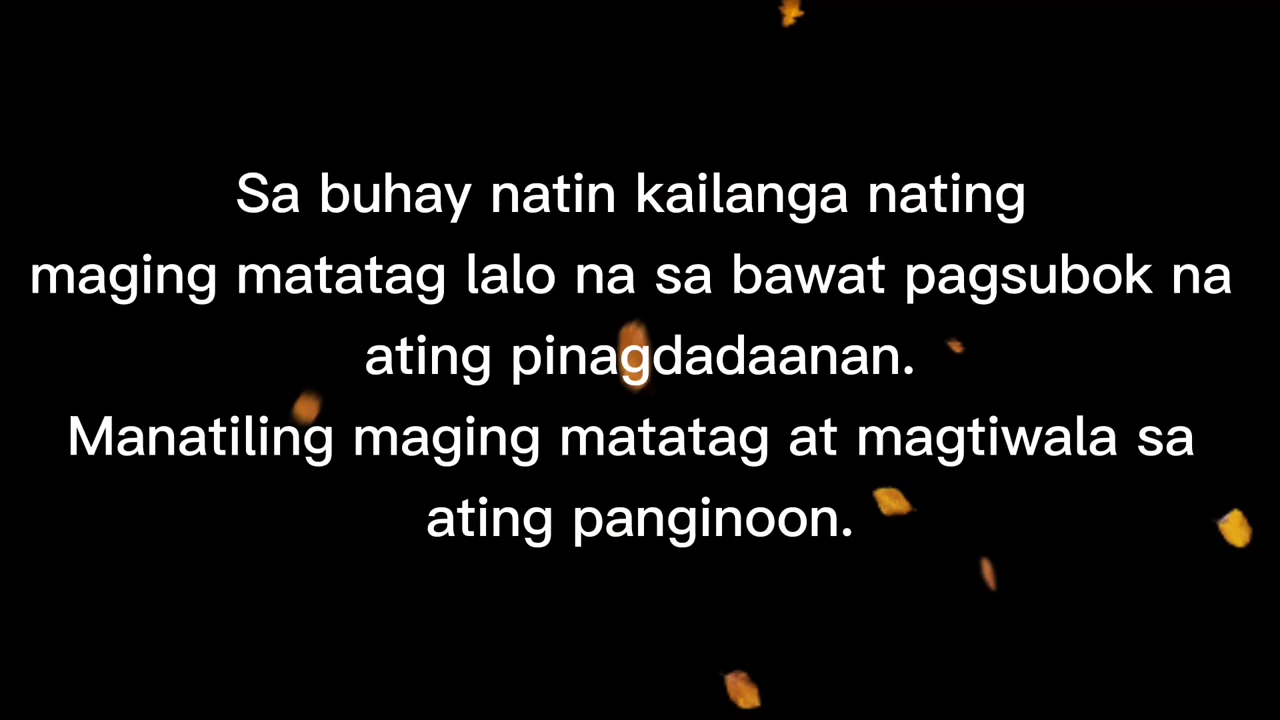 Sa buhay natin kailanga nating
maging matatag lalo na sa bawat pagsubok na
ating pinagdadaanan.
Manatiling maging matatag at magtiwala sa
ating panginoon.